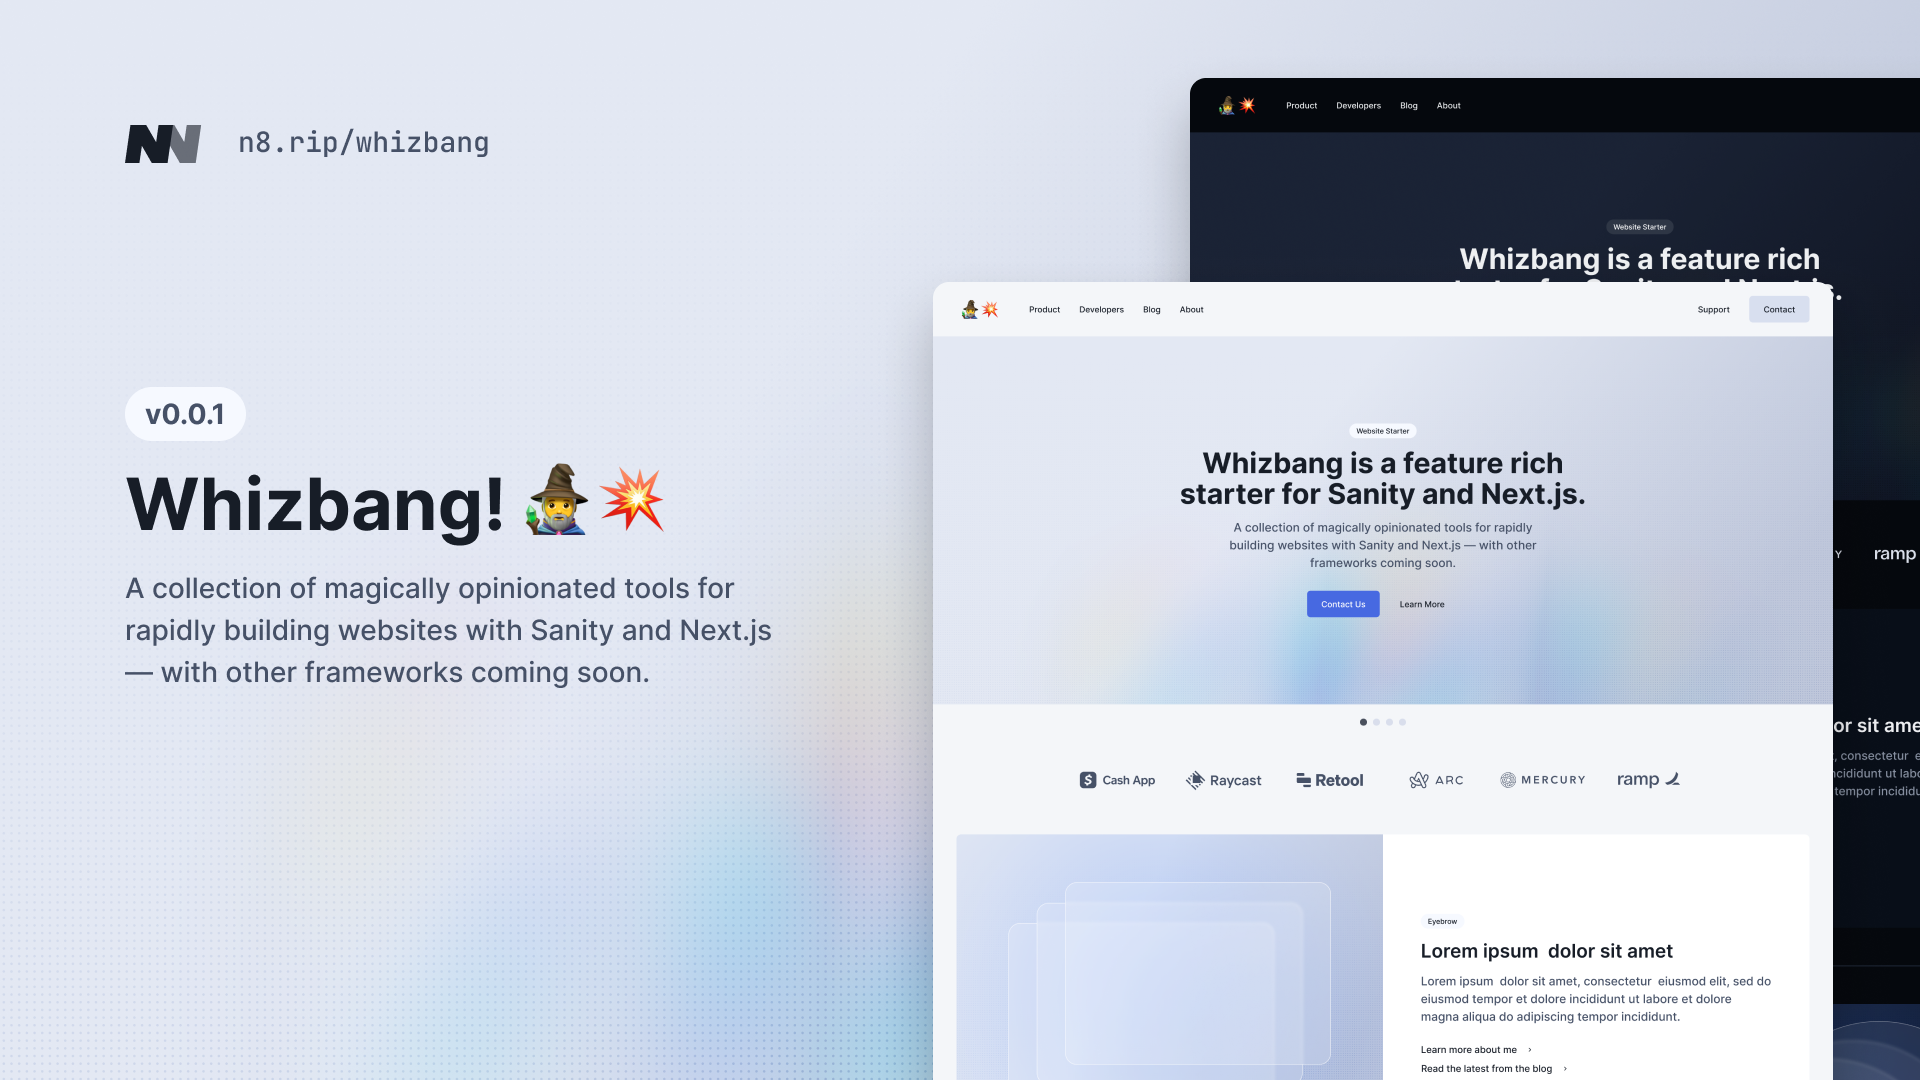 n8.rip/whizbang
v0.0.1
Whizbang!
A collection of magically opinionated tools for
rapidly building websites with Sanity and Next.js
— with other frameworks coming soon.
Product Developers Blog About
Website Starter
Whizbang is a feature rich
starter for Sanity and Next.js.
Y ramp
or sit ame
, consectetur e
ncididunt ut labo
tempor incididu
Product Developers Blog About Support Contact
Website Starter
Whizbang is a feature rich
starter for Sanity and Next.js.
A collection of magically opinionated tools for rapidly
building websites with Sanity and Next.js — with other
frameworks coming soon.
Contact Us Learn More
Cash App Raycast Retool ARC MERCURY ramp
Eyebrow
Lorem ipsum dolor sit amet
Lorem ipsum dolor sit amet, consectetur eiusmod elit, sed do
eiusmod tempor et dolore incididunt ut labore et dolore
magna aliqua do adipiscing tempor incididunt.
Learn more about me ›
Read the latest from the blog ›